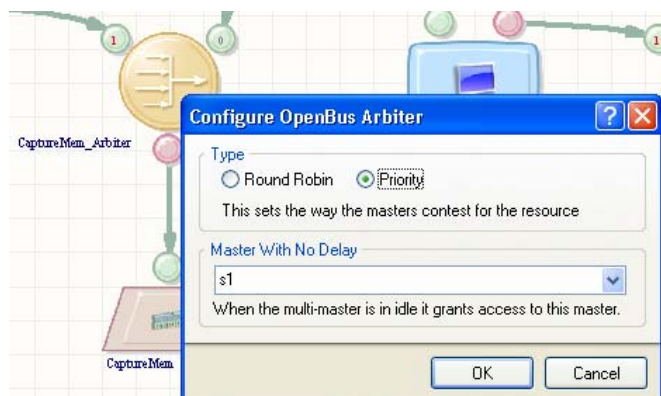 1
0
1
CaptureMem_Arbiter
Configure OpenBus Arbiter
Type
Round Robin
Priority
This sets the way the masters contest for the resource
Master With No Delay
s1
When the multi-master is in idle it grants access to this master.
CaptureMem
OK
Cancel